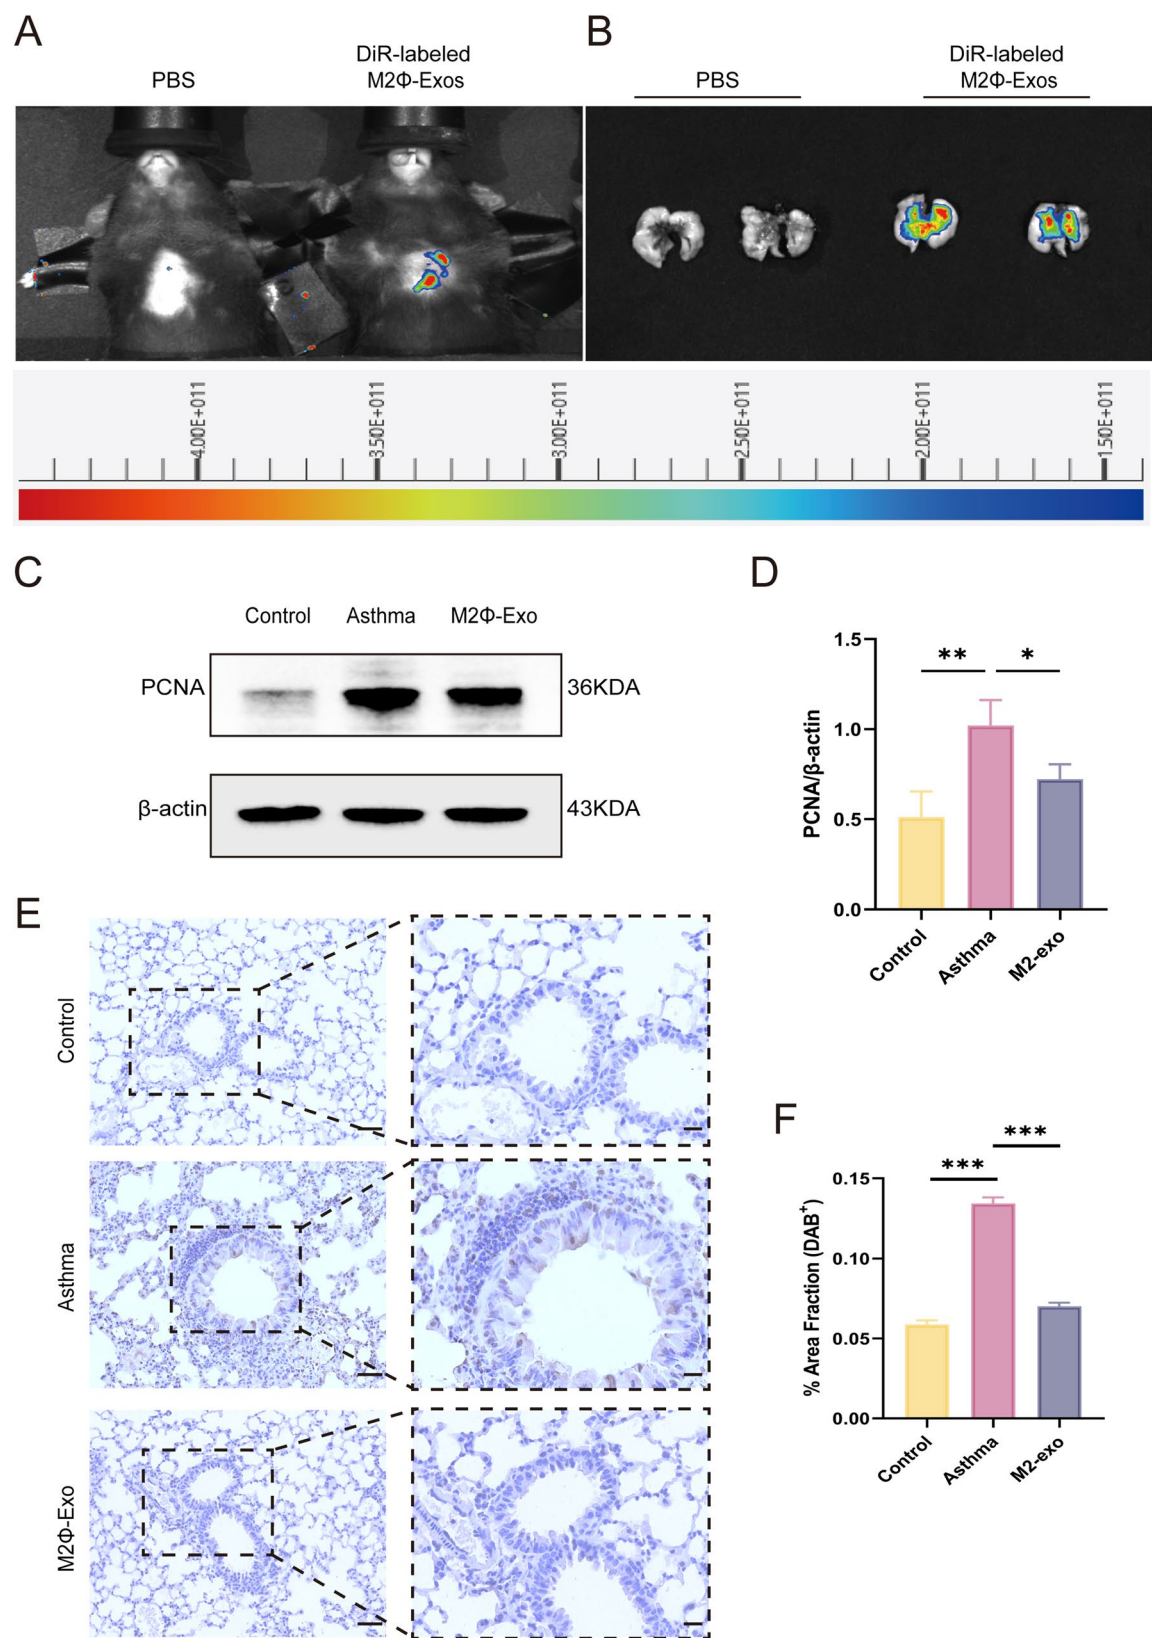 A
PBS
DiR-labeled
M2Φ-Exos
B
PBS
DiR-labeled
M2Φ-Exos
4.00E+011
3.50E+011
3.00E+011
2.50E+011
2.00E+011
1.50E+011
C
Control
Asthma
M2Φ-Exo
PCNA
36KDA
β-actin
43KDA
D
1.5
1.0
0.5
0.0
PCNA/β-actin
**
*
Control
Asthma
M2-exo
E
Control
Asthma
M2Φ-Exo
F
***
***
0.15
0.10
0.05
0.00
% Area Fraction (DAB⁺)
Control
Asthma
M2-exo